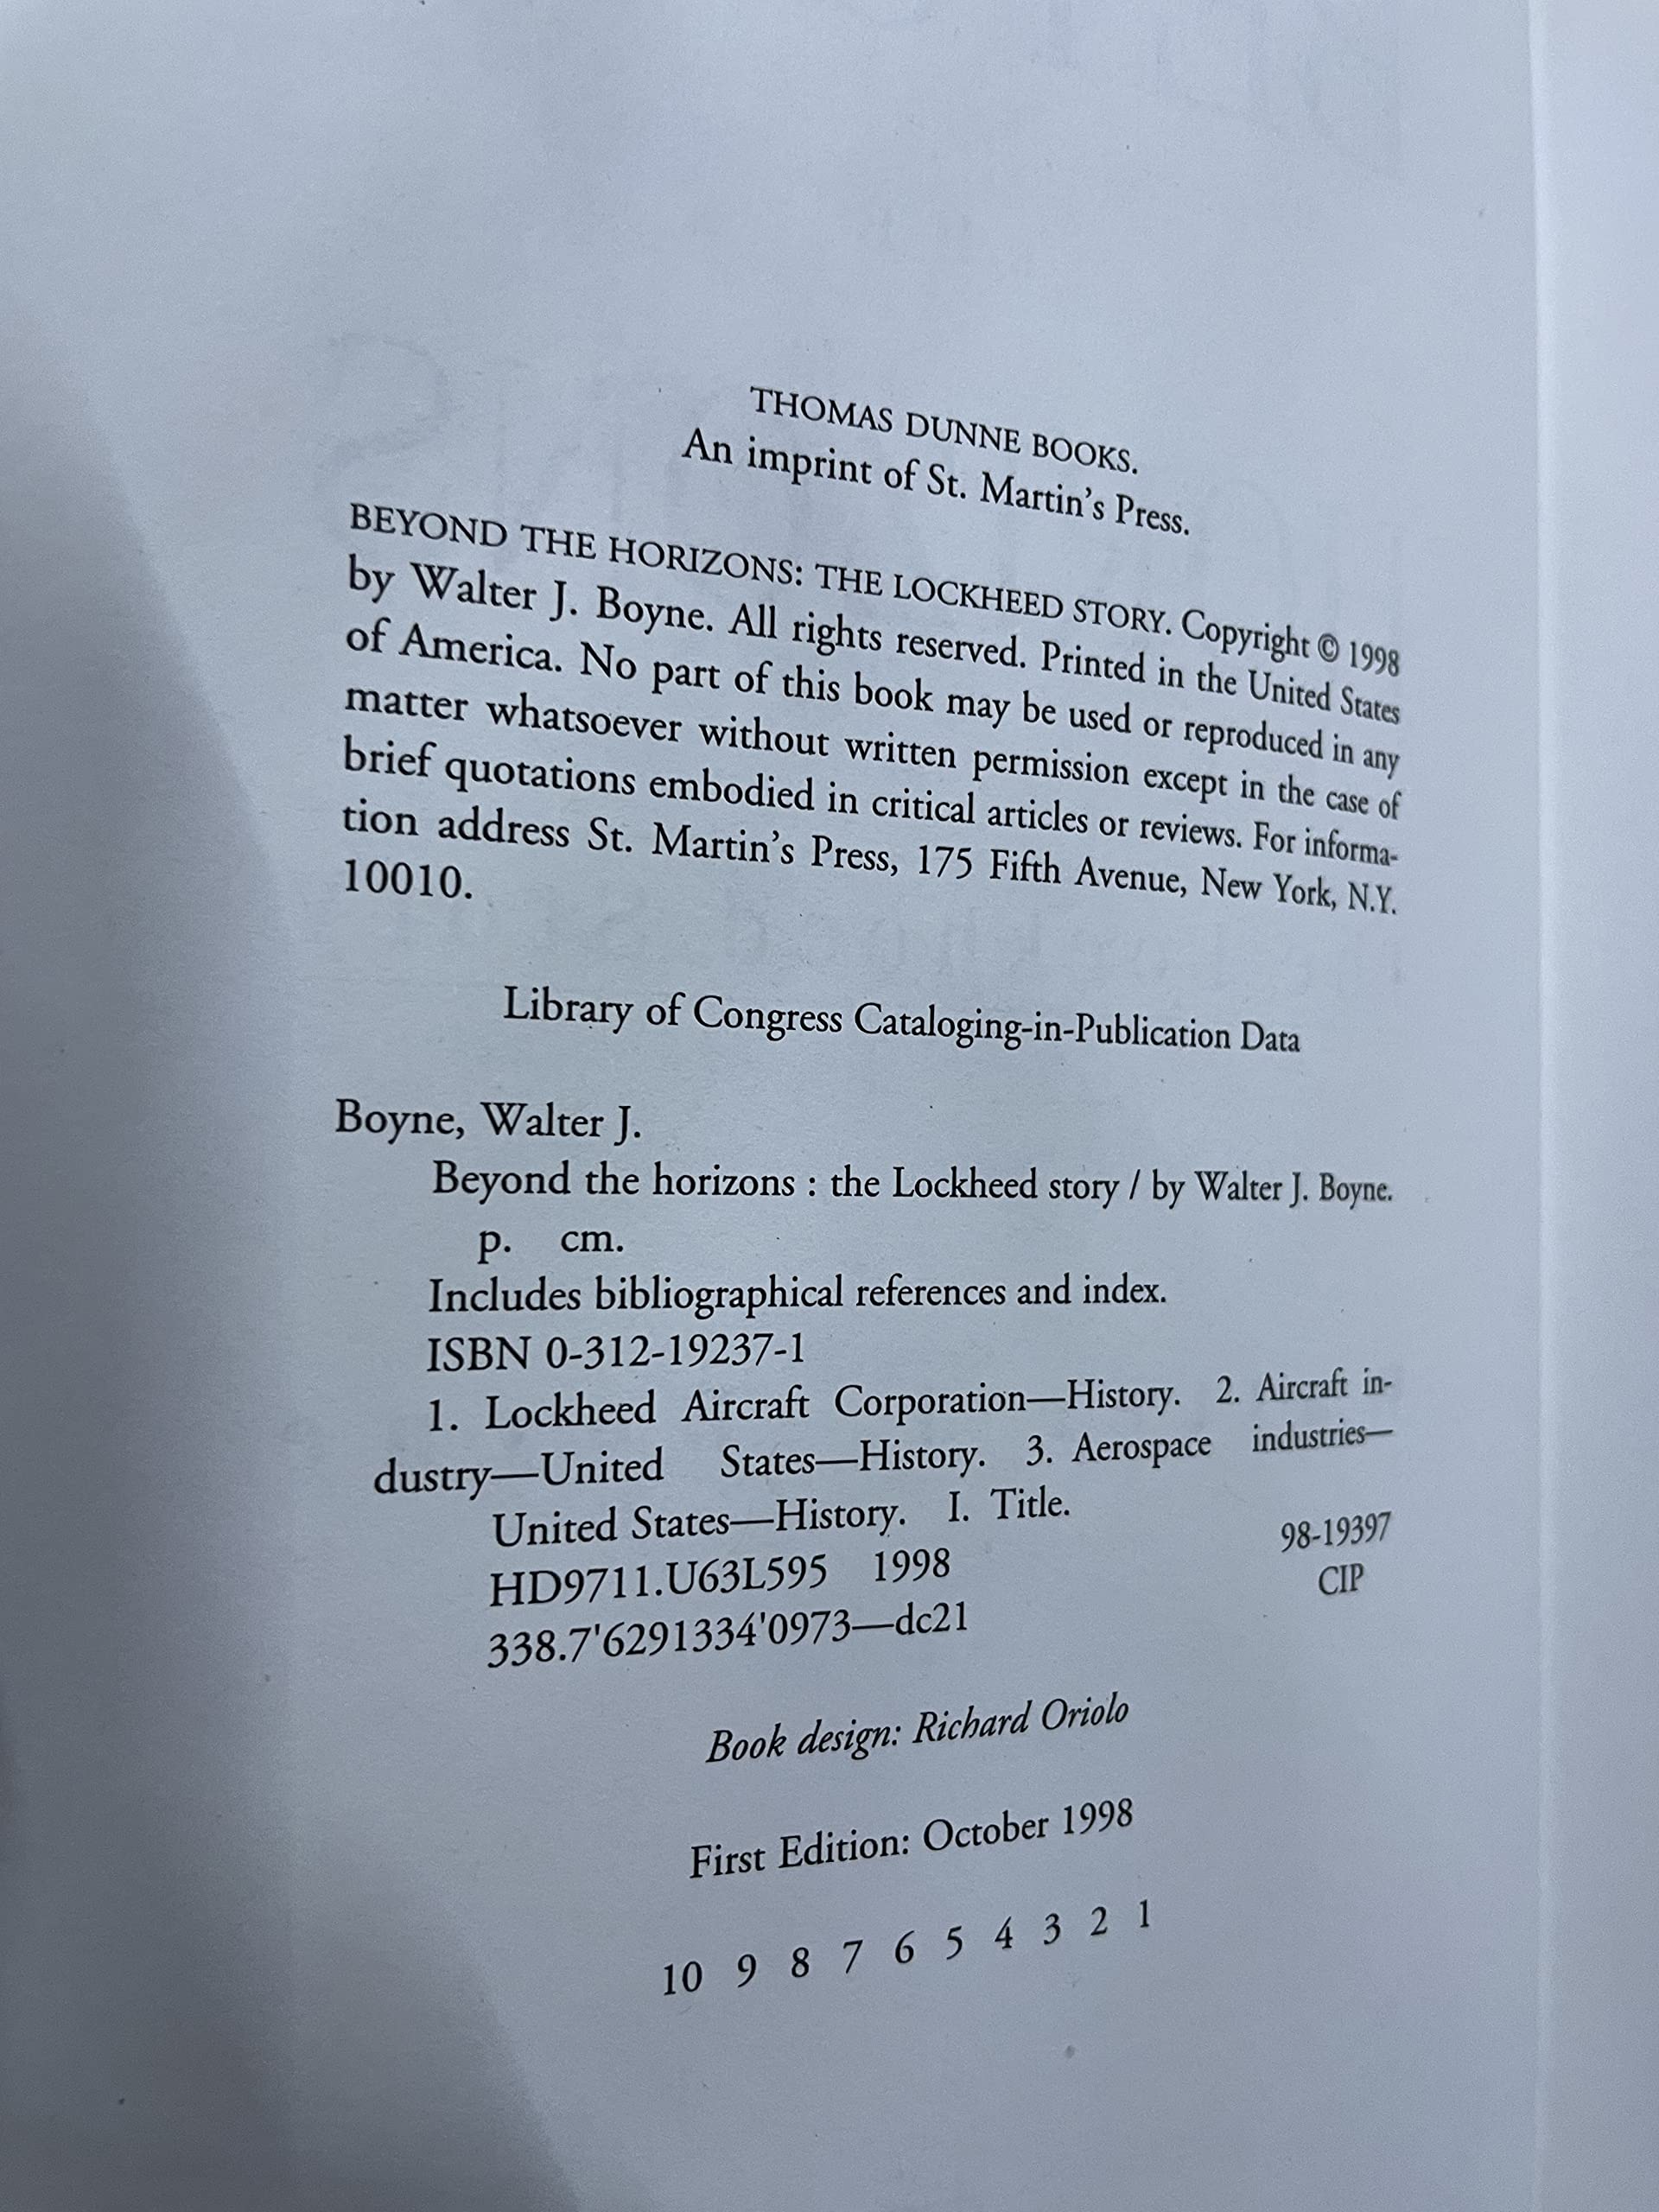 THOMAS DUNNE BOOKS.
An imprint of St. Martin's Press.
BEYOND THE HORIZONS: THE LOCKHEED STORY. Copyright © 1998
by Walter J. Boyne. All rights reserved. Printed in the United States
of America. No part of this book may be used or reproduced in any
matter whatsoever without written permission except in the case of
brief quotations embodied in critical articles or reviews. For informa-
tion address St. Martin's Press, 175 Fifth Avenue, New York, N.Y.
10010.
Library of Congress Cataloging-in-Publication Data
Boyne, Walter J.
Beyond the horizons : the Lockheed story / by Walter J. Boyne.
p. cm.
Includes bibliographical references and index.
ISBN 0-312-19237-1
1. Lockheed Aircraft Corporation—History. 2. Aircraft in-
dustry—United States—History. 3. Aerospace industries—
United States—History. I. Title.
HD9711.U63L595 1998 98-19397
338.7'6291334'0973—dc21 CIP
Book design: Richard Oriolo
First Edition: October 1998
10 9 8 7 6 5 4 3 2 1